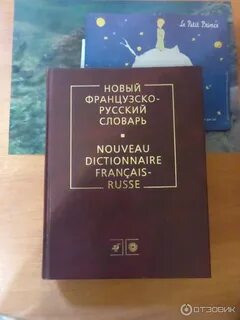 Le Petit Prince
НОВЫЙ
ФРАНЦУЗСКО-
РУССКИЙ
СЛОВАРЬ
NOUVEAU
DICTIONNAIRE
FRANÇAIS-
RUSSE
ОТЗОВИК